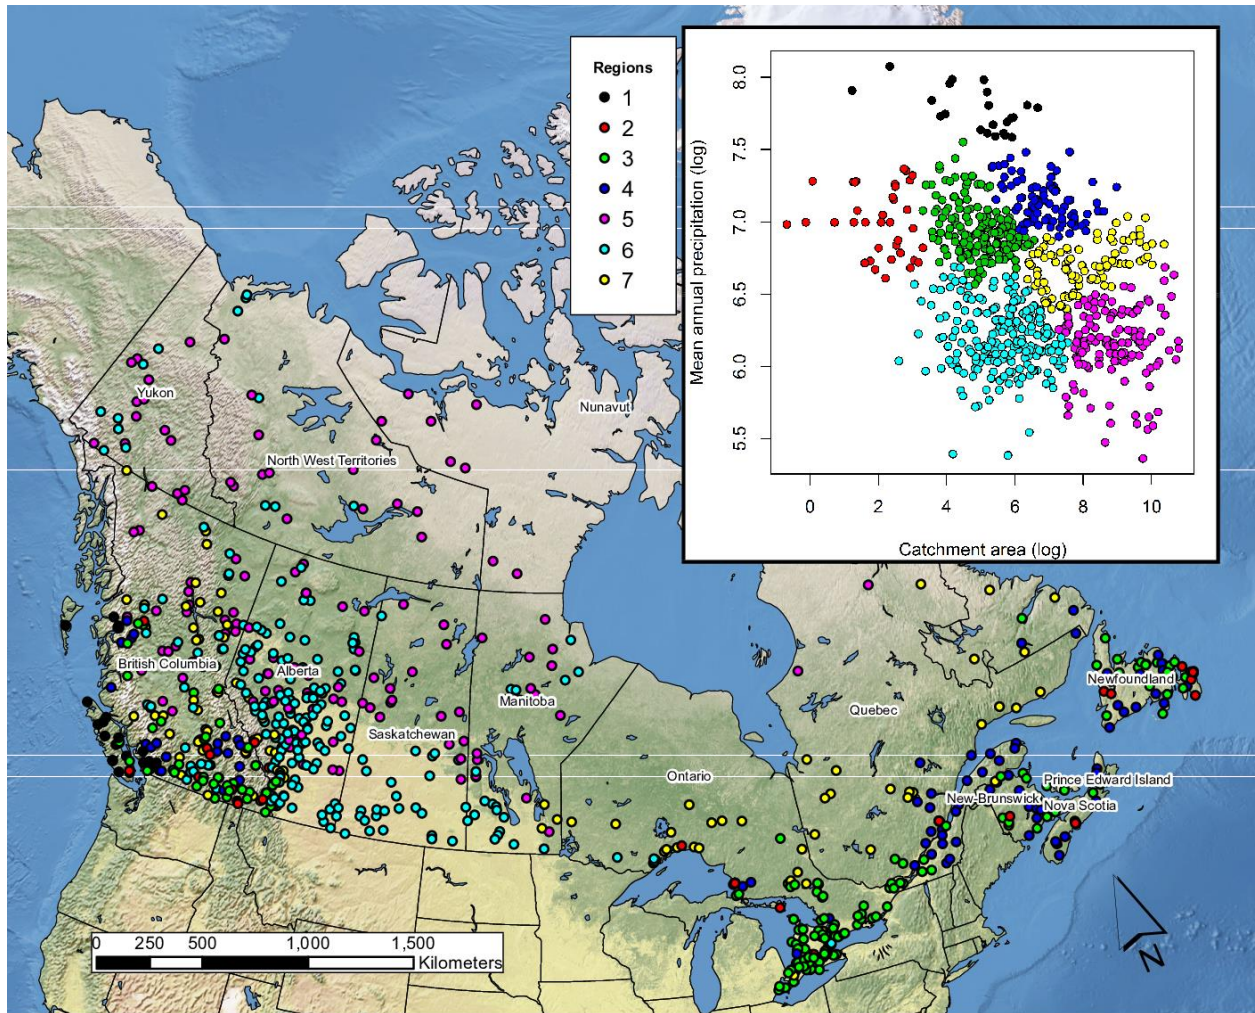 Regions
1
2
3
4
5
6
7
Mean annual precipitation (log)
8.0
7.5
7.0
6.5
6.0
5.5
0 2 4 6 8 10
Catchment area (log)
Yukon
Nunavut
North West Territories
British Columbia
Alberta
Saskatchewan
Manitoba
Ontario
Quebec
Newfoundland
Prince Edward Island
New-Brunswick
Nova Scotia
0 250 500 1,000 1,500
Kilometers
N